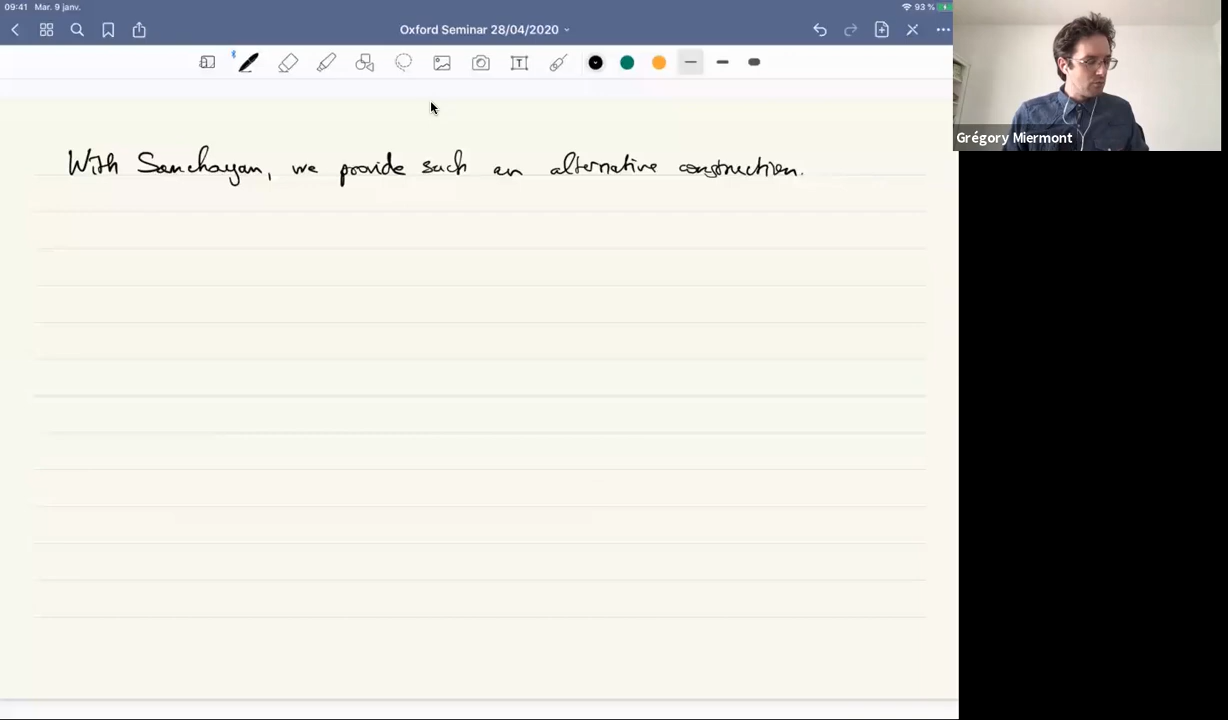 09:41 Mar. 9 janv.
93 %
Oxford Seminar 28/04/2020
T
Grégory Miermont
With Sanchayan, we provide such an alternative construction.